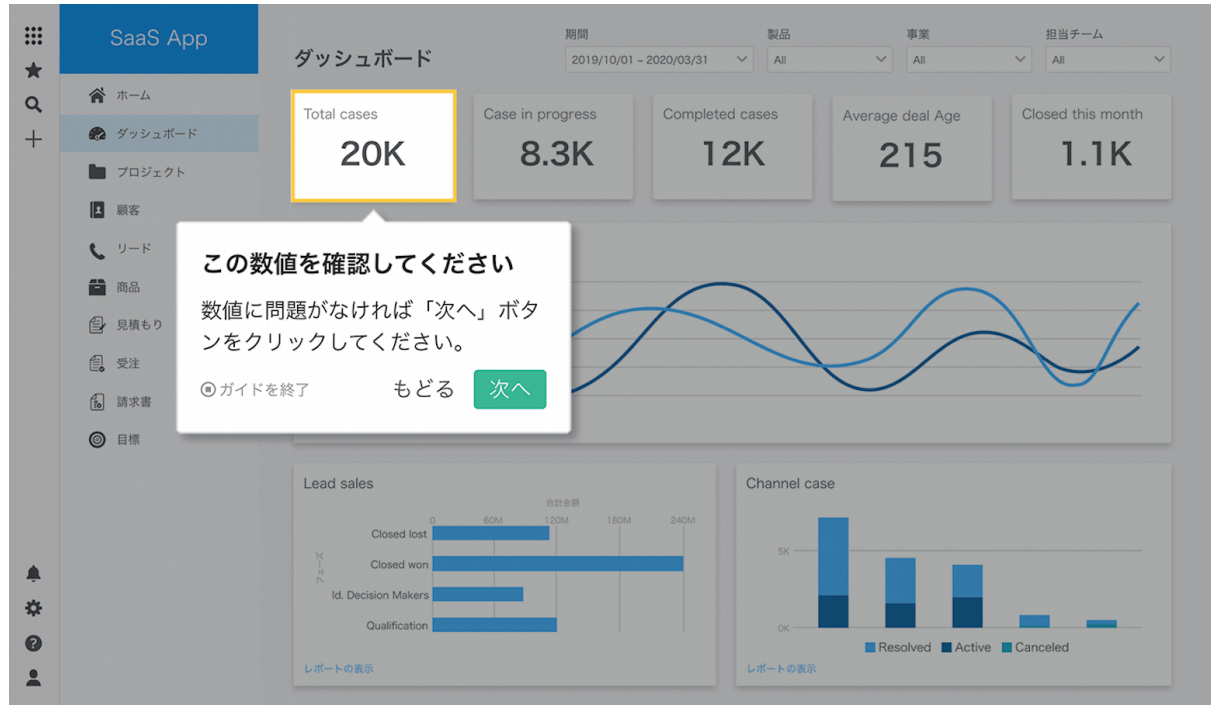 SaaS App
ホーム
ダッシュボード
プロジェクト
顧客
リード
商品
見積もり
受注
請求書
目標
ダッシュボード
期間
2019/10/01 ~ 2020/03/31
製品
All
事業
All
担当チーム
All
Total cases
20K
Case in progress
8.3K
Completed cases
12K
Average deal Age
215
Closed this month
1.1K
この数値を確認してください
数値に問題がなければ「次へ」ボタ
ンをクリックしてください。
ガイドを終了
もどる
次へ
Lead sales
合計金額
0 60M 120M 180M 240M
フェーズ
Closed lost
Closed won
Id. Decision Makers
Qualification
レポートの表示
Channel case
5K
0K
Resolved Active Canceled
レポートの表示